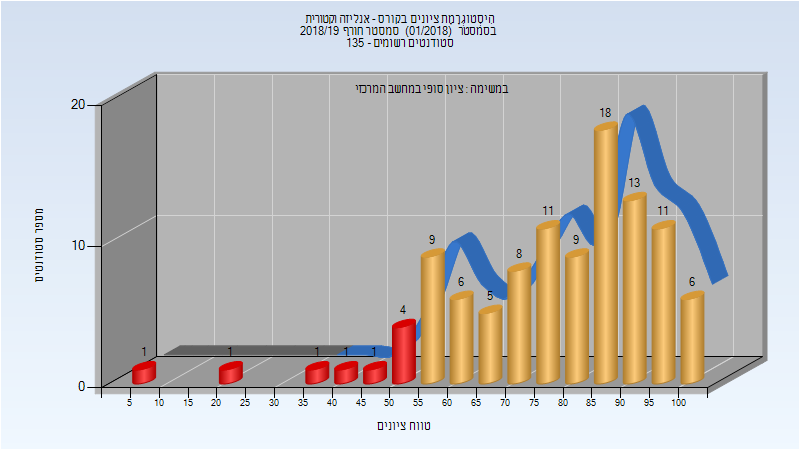 היסטוגרמת ציונים בקורס - אנליזה וקטורית
בסמסטר (01/2018) סמסטר חורף 2018/19
סטודנטים רשומים - 135
במשימה : ציון סופי במחשב המרכזי
מספר סטודנטים
20
10
0
1
1
1
1
1
4
9
6
5
8
11
9
18
13
11
6
5 10 15 20 25 30 35 40 45 50 55 60 65 70 75 80 85 90 95 100
טווח ציונים